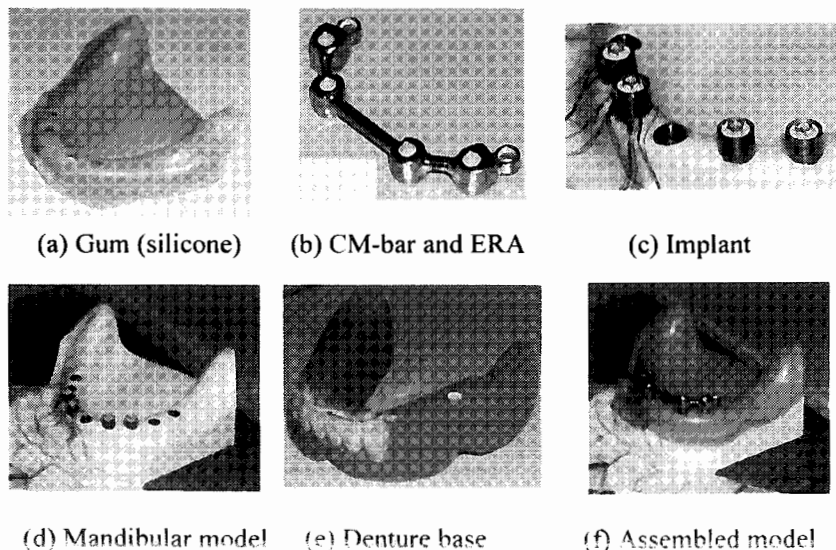 (a) Gum (silicone) (b) CM-bar and ERA (c) Implant
(d) Mandibular model (e) Denture base (f) Assembled model